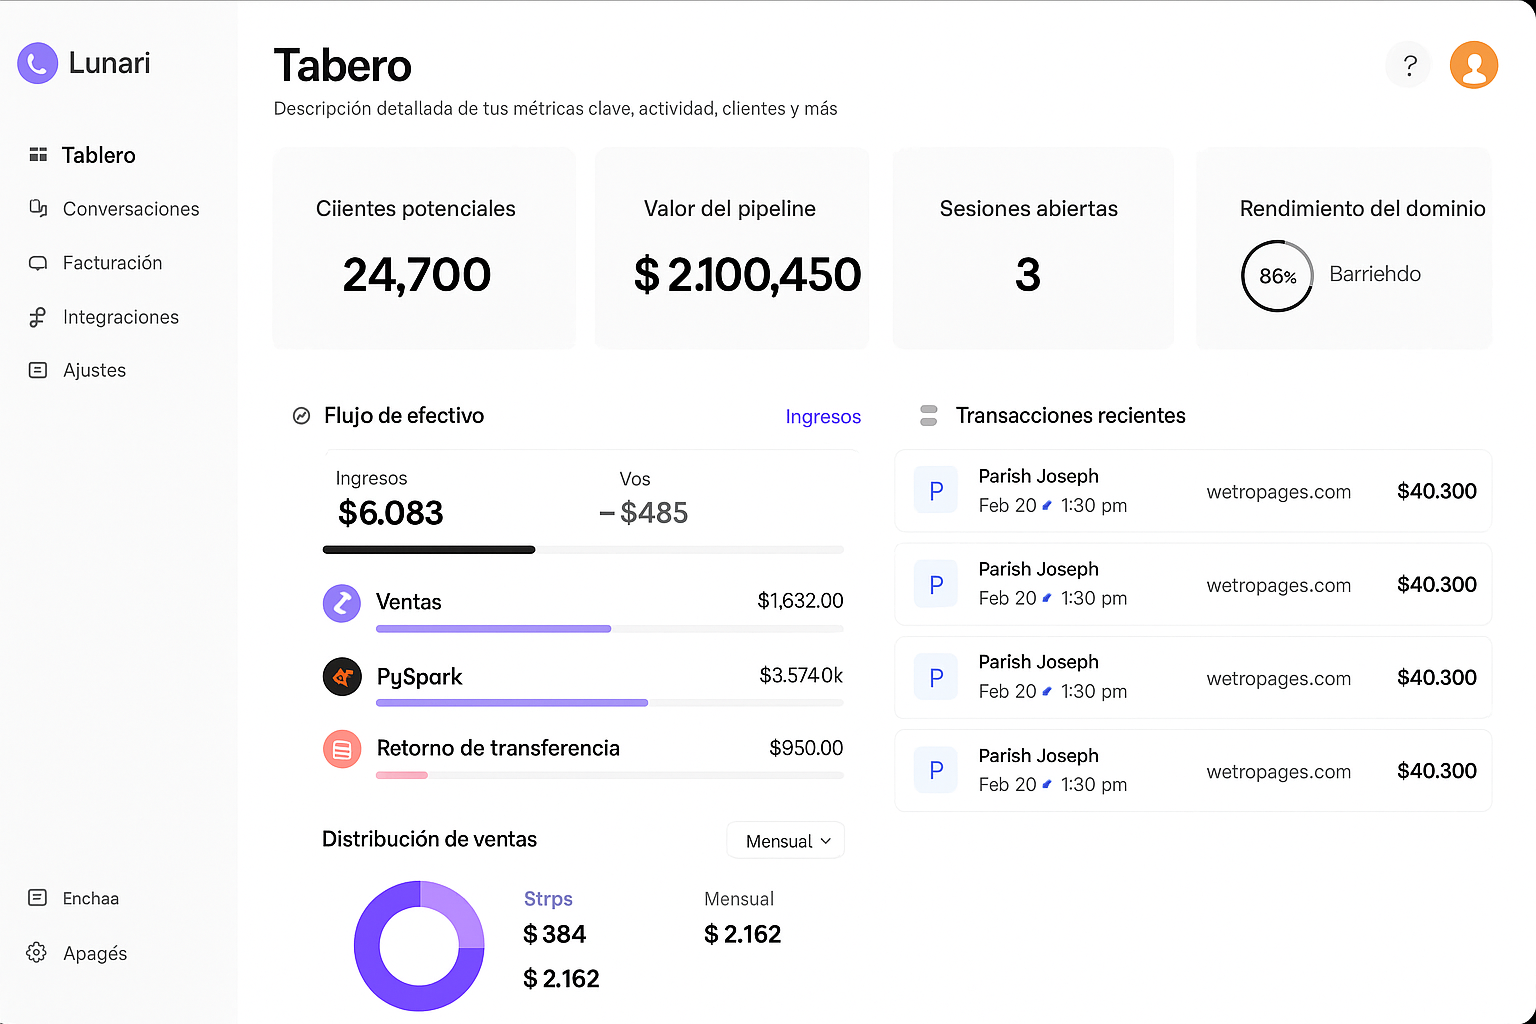 Lunari
Tablero
Conversaciones
Facturación
Integraciones
Ajustes
Enchaa
Apagés
Tabero
Descripción detallada de tus métricas clave, actividad, clientes y más
?
Ciientes potenciales
24,700
Valor del pipeline
$ 2.100,450
Sesiones abiertas
3
Rendimiento del dominio
86%
Barriehdo
Flujo de efectivo
Ingresos
Ingresos
$6.083
Vos
–$485
Ventas
$1,632.00
PySpark
$3.5740k
Retorno de transferencia
$950.00
Distribución de ventas
Mensual
Strps
$ 384
$ 2.162
Mensual
$ 2.162
Transacciones recientes
P
Parish Joseph
Feb 20 1:30 pm
wetropages.com
$40.300
P
Parish Joseph
Feb 20 1:30 pm
wetropages.com
$40.300
P
Parish Joseph
Feb 20 1:30 pm
wetropages.com
$40.300
P
Parish Joseph
Feb 20 1:30 pm
wetropages.com
$40.300